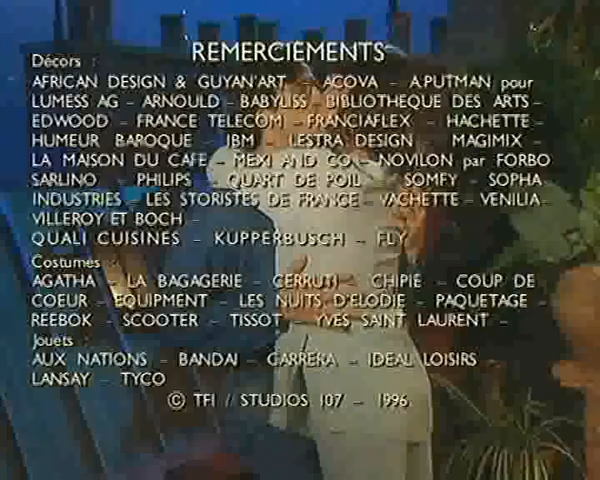 REMERCIEMENTS
Décors :
AFRICAN DESIGN & GUYAN'ART - ACOVA - A.PUTMAN pour
LUMESS AG - ARNOULD - BABYLISS - BIBLIOTHEQUE DES ARTS -
EDWOOD - FRANCE TELECOM - FRANCIAFLEX - HACHETTE -
HUMEUR BAROQUE - IBM - LESTRA DESIGN - MAGIMIX -
LA MAISON DU CAFE - MEXI AND CO - NOVILON par FORBO
SARLINO - PHILIPS - QUART DE POIL - SOMFY - SOPHA
INDUSTRIES - LES STORISTES DE FRANCE - VACHETTE - VENILIA -
VILLEROY ET BOCH -
QUALI CUISINES - KUPPERBUSCH - FLY
Costumes :
AGATHA - LA BAGAGERIE - CERRUTI - CHIPIE - COUP DE
COEUR - EQUIPMENT - LES NUITS D'ELODIE - PAQUETAGE -
REEBOK - SCOOTER - TISSOT - YVES SAINT LAURENT -
Jouets :
AUX NATIONS - BANDAI - CARRERA - IDEAL LOISIRS
LANSAY - TYCO
© TF1 // STUDIOS 107 - 1996